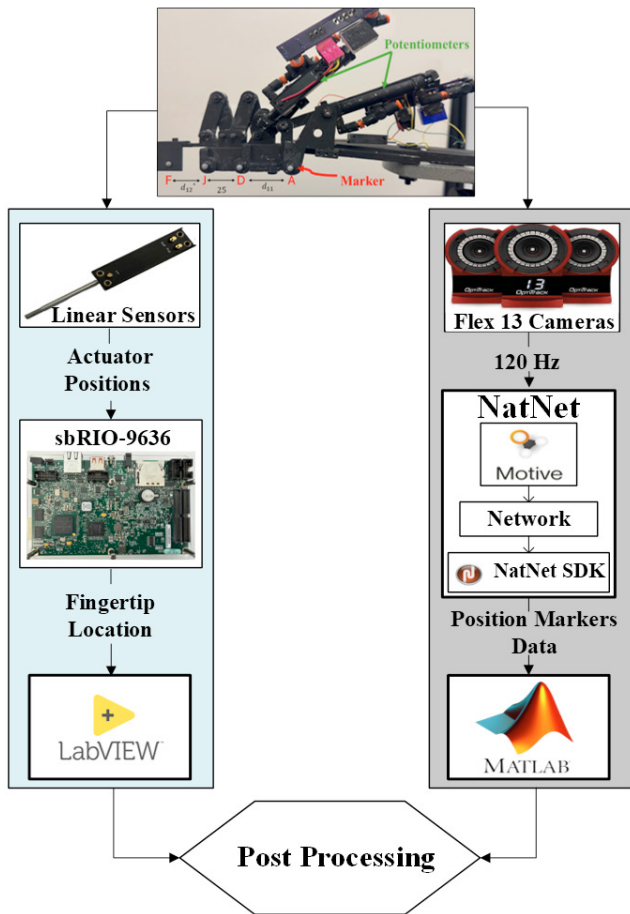 Potentiometers
F J D A
d₁₂' 25 d₁₁
Marker
Linear Sensors
Actuator
Positions
sbRIO-9636
Fingertip
Location
LabVIEW
13
OptiTrack
Flex 13 Cameras
120 Hz
NatNet
Motive
Network
NatNet SDK
Position Markers
Data
MATLAB
Post Processing